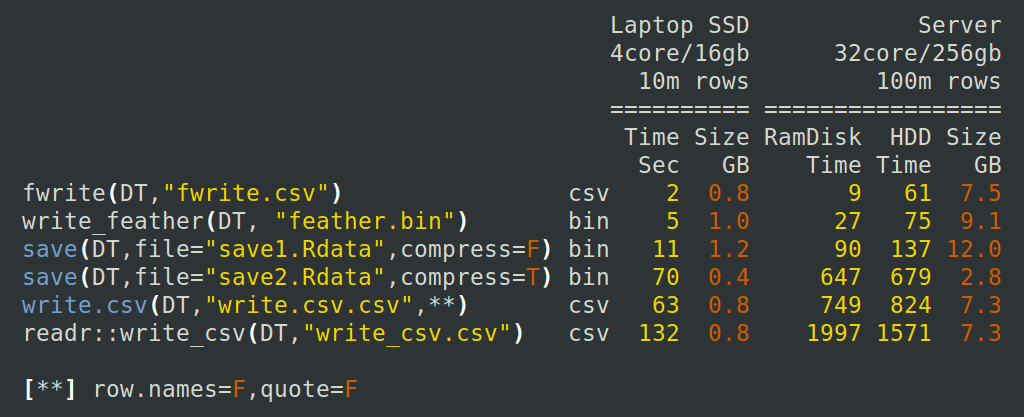 Laptop SSD Server
4core/16gb 32core/256gb
10m rows 100m rows
========== =================
Time Size RamDisk HDD Size
Sec GB Time Time GB
fwrite(DT,"fwrite.csv") csv 2 0.8 9 61 7.5
write_feather(DT, "feather.bin") bin 5 1.0 27 75 9.1
save(DT,file="save1.Rdata",compress=F) bin 11 1.2 90 137 12.0
save(DT,file="save2.Rdata",compress=T) bin 70 0.4 647 679 2.8
write.csv(DT,"write.csv.csv",**) csv 63 0.8 749 824 7.3
readr::write_csv(DT,"write_csv.csv") csv 132 0.8 1997 1571 7.3
[**] row.names=F,quote=F